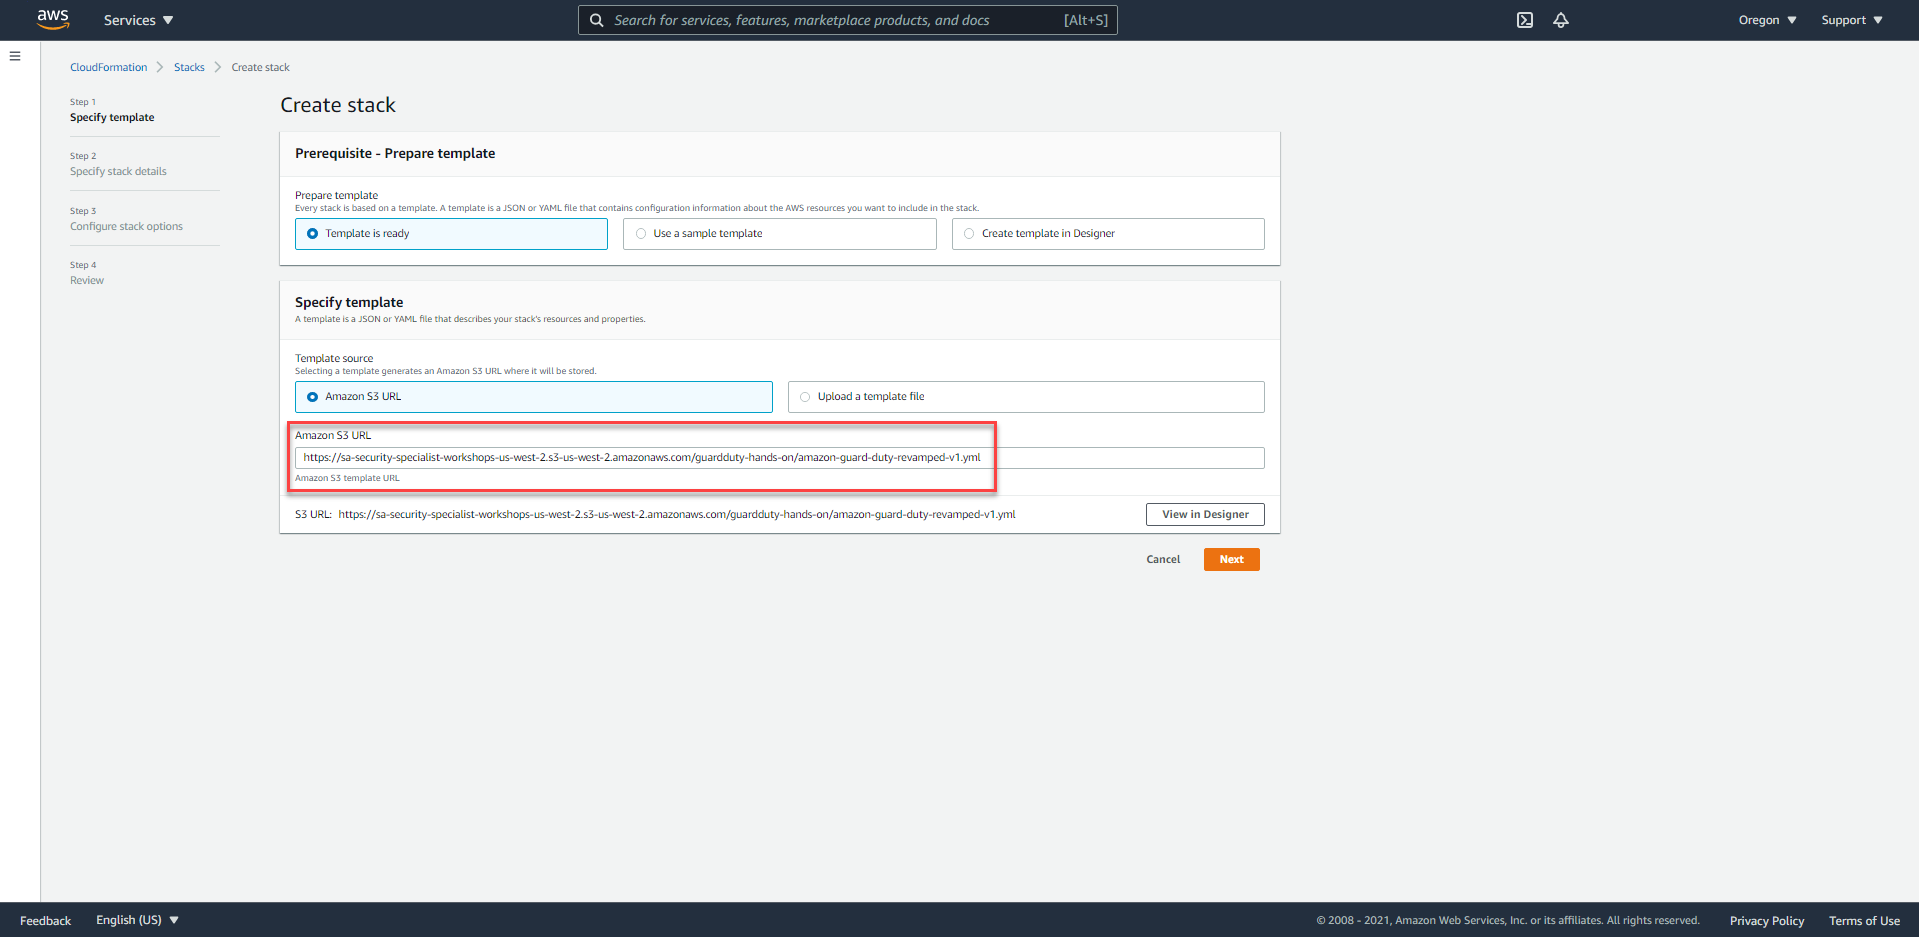 aws Services Search for services, features, marketplace products, and docs [Alt+S] Oregon Support
CloudFormation Stacks Create stack
Step 1
Specify template
Step 2
Specify stack details
Step 3
Configure stack options
Step 4
Review
Create stack
Prerequisite - Prepare template
Prepare template
Every stack is based on a template. A template is a JSON or YAML file that contains configuration information about the AWS resources you want to include in the stack.
Template is ready Use a sample template Create template in Designer
Specify template
A template is a JSON or YAML file that describes your stack's resources and properties.
Template source
Selecting a template generates an Amazon S3 URL where it will be stored.
Amazon S3 URL Upload a template file
Amazon S3 URL
https://sa-security-specialist-workshops-us-west-2.s3-us-west-2.amazonaws.com/guardduty-hands-on/amazon-guard-duty-revamped-v1.yml
Amazon S3 template URL
S3 URL: https://sa-security-specialist-workshops-us-west-2.s3-us-west-2.amazonaws.com/guardduty-hands-on/amazon-guard-duty-revamped-v1.yml View in Designer
Cancel Next
Feedback English (US) © 2008 - 2021, Amazon Web Services, Inc. or its affiliates. All rights reserved. Privacy Policy Terms of Use